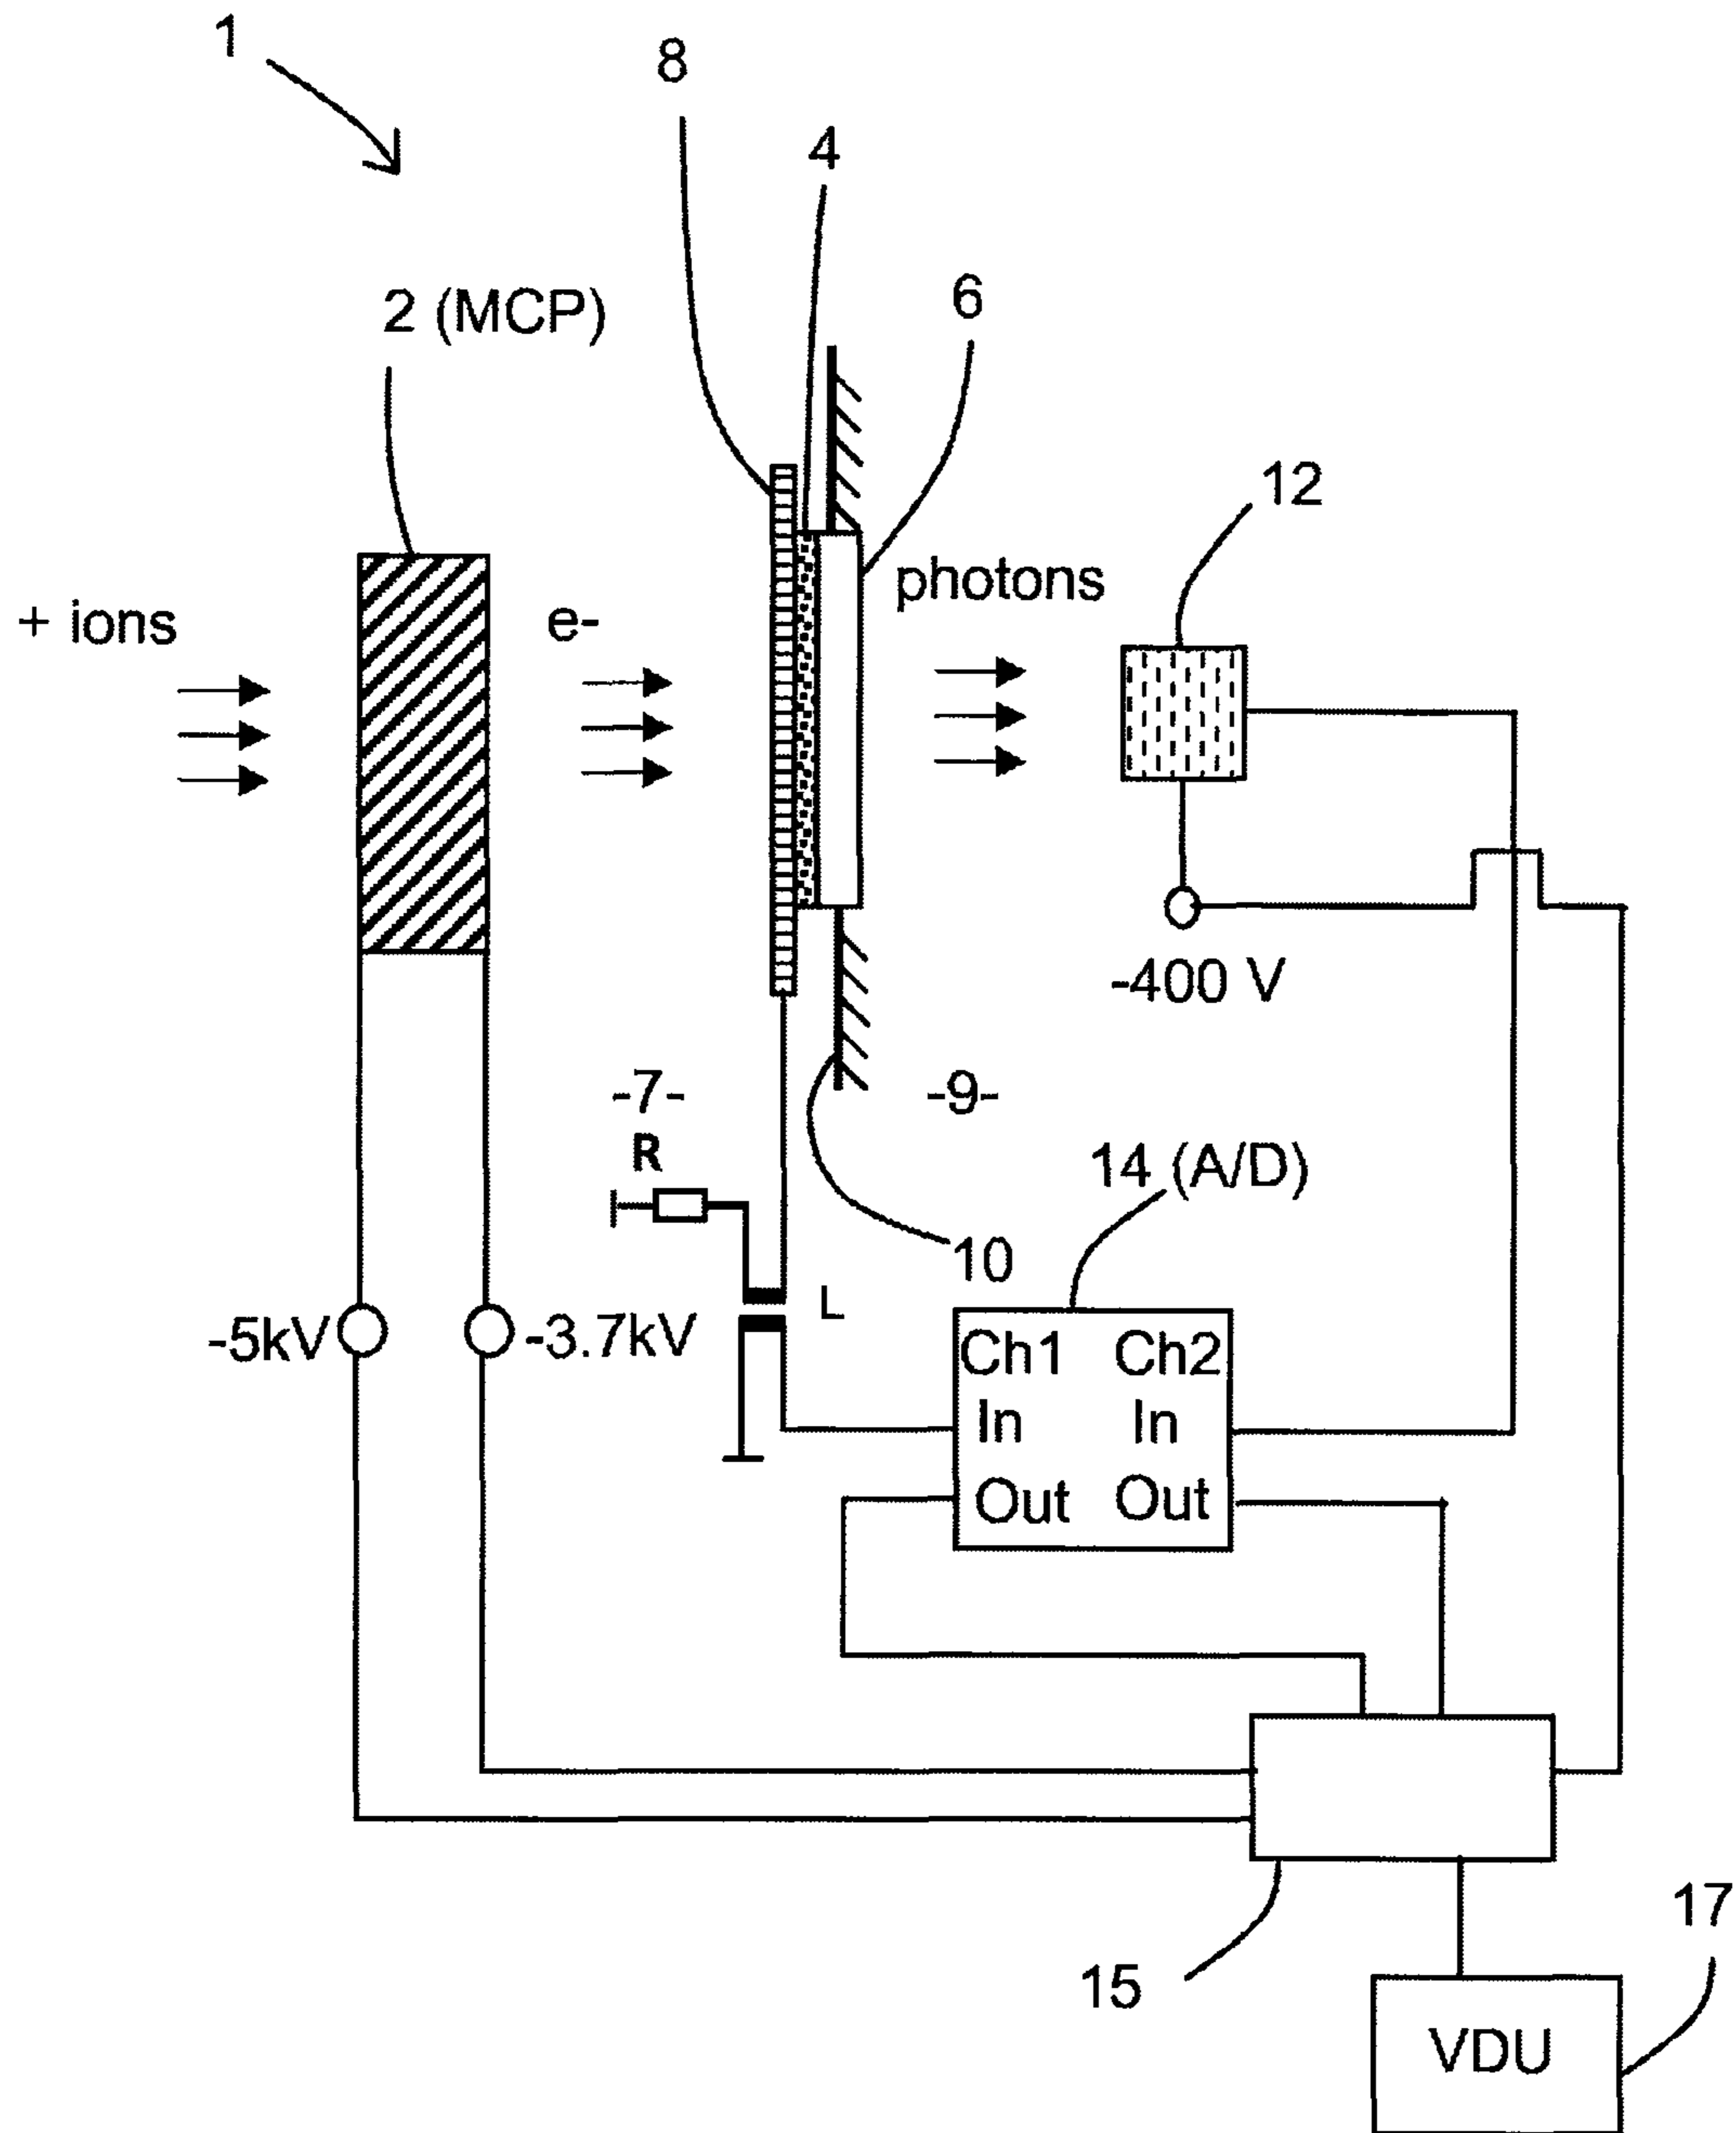 1
8
4
2 (MCP)
6
12
+ ions
e-
photons
-400 V
-7-
-9-
R
14 (A/D)
10
L
-5kV
-3.7kV
Ch1 Ch2
In In
Out Out
15
17
VDU